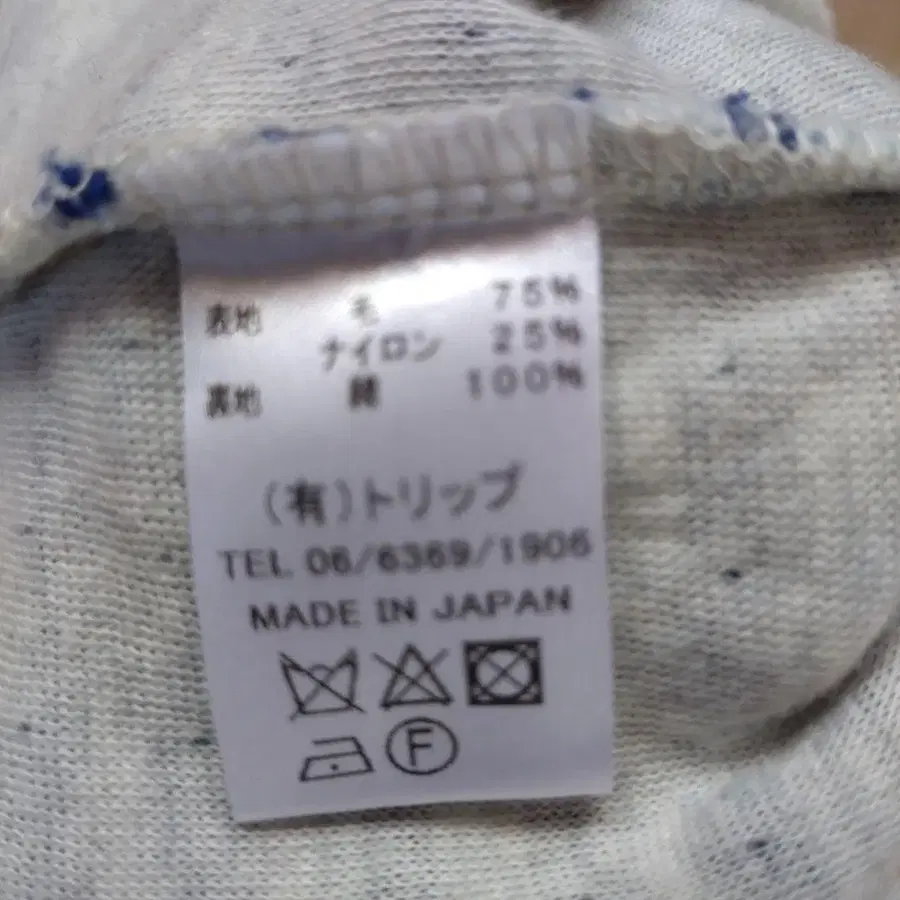 表地 毛 75%
ナイロン 25%
裏地 綿 100%
(有)トリップ
TEL 06/6369/1906
MADE IN JAPAN
F